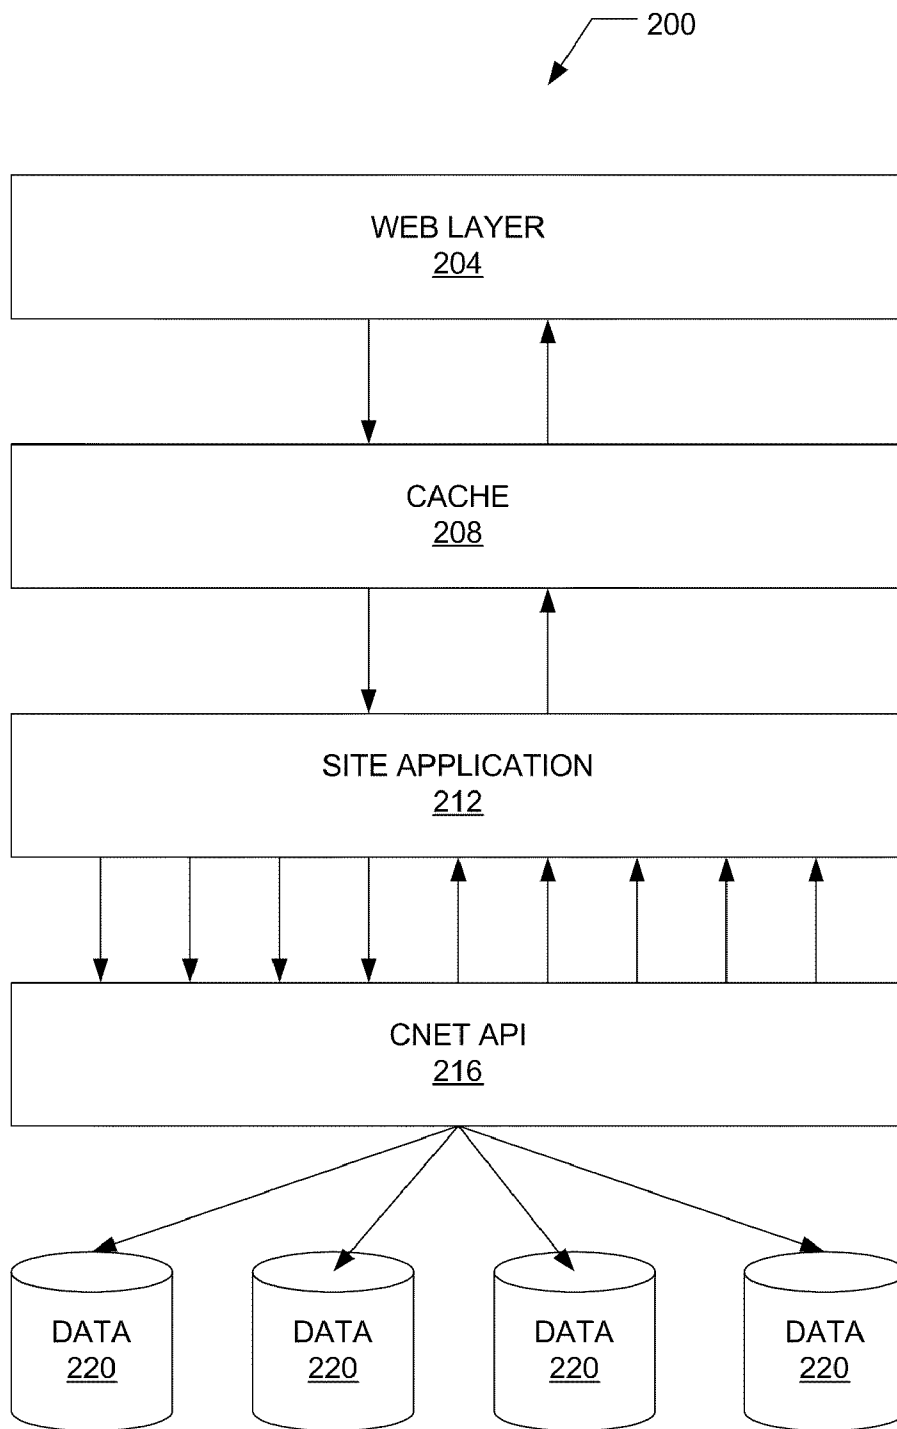 200
WEB LAYER
204
CACHE
208
SITE APPLICATION
212
CNET API
216
DATA DATA DATA DATA
220 220 220 220